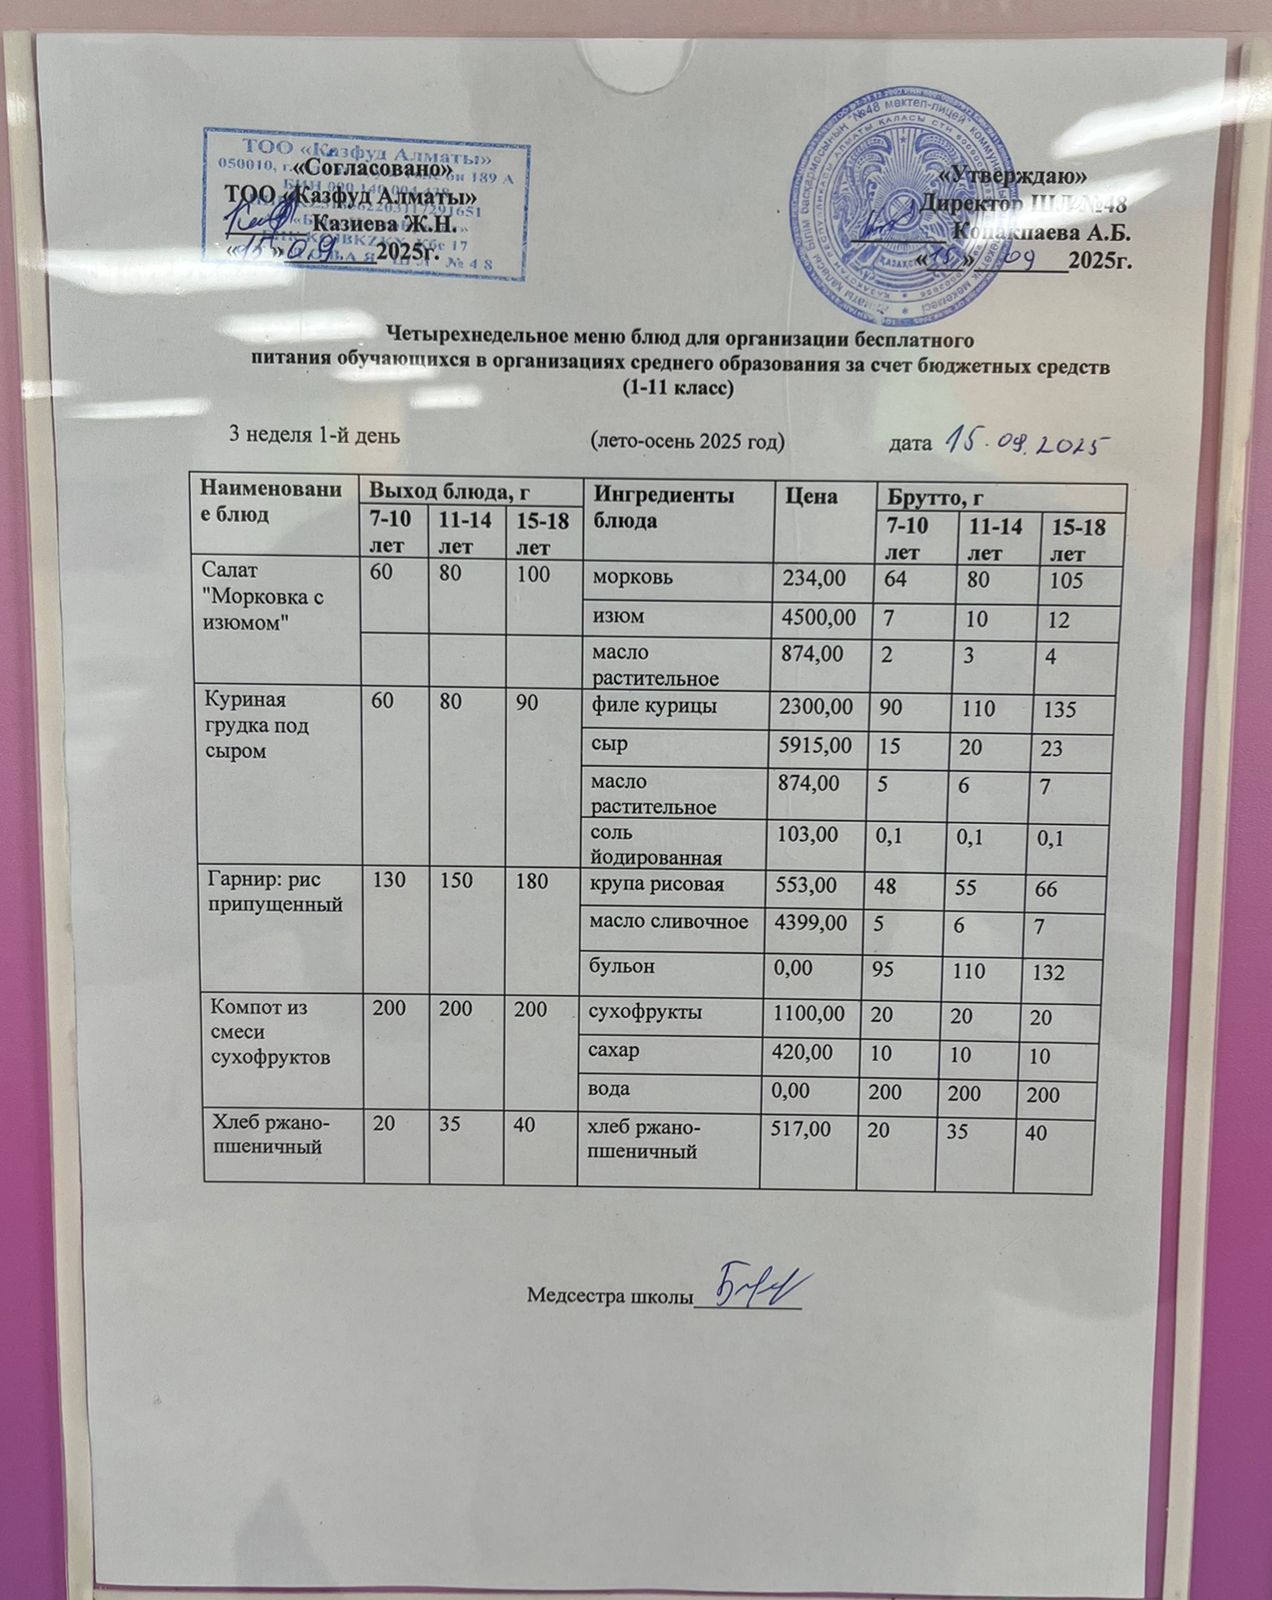 ТОО «Казфуд Алматы»
050010, г. 189 А
«Согласовано»
ТОО «Казфуд Алматы»
Казиева Ж.Н.
«15» 09. 2025г.
№48 мектеп-лицей
«Утверждаю»
Директор ШЛ №48
Конакпаева А.Б.
«15» 09 2025г.
Четырехнедельное меню блюд для организации бесплатного
питания обучающихся в организациях среднего образования за счет бюджетных средств
(1-11 класс)
3 неделя 1-й день (лето-осень 2025 год) дата 15.09.2025
Наименовани Выход блюда, г Ингредиенты Цена Брутто, г
е блюд блюда
7-10 11-14 15-18 7-10 11-14 15-18
лет лет лет лет лет лет
Салат 60 80 100 морковь 234,00 64 80 105
"Морковка с
изюмом" изюм 4500,00 7 10 12
масло 874,00 2 3 4
растительное
Куриная 60 80 90 филе курицы 2300,00 90 110 135
грудка под
сыром сыр 5915,00 15 20 23
масло 874,00 5 6 7
растительное
соль 103,00 0,1 0,1 0,1
йодированная
Гарнир: рис 130 150 180 крупа рисовая 553,00 48 55 66
припущенный масло сливочное 4399,00 5 6 7
бульон 0,00 95 110 132
Компот из 200 200 200 сухофрукты 1100,00 20 20 20
смеси
сухофруктов сахар 420,00 10 10 10
вода 0,00 200 200 200
Хлеб ржано- 20 35 40 хлеб ржано- 517,00 20 35 40
пшеничный пшеничный
Медсестра школы